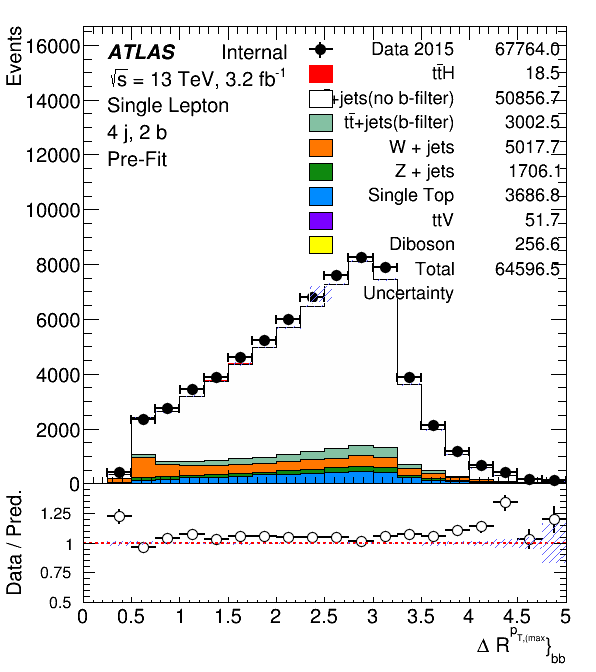 Events
16000
14000
12000
10000
8000
6000
4000
2000
0
ATLAS Internal
√s = 13 TeV, 3.2 fb-1
Single Lepton
4 j, 2 b
Pre-Fit
Data 2015 67764.0
tt̄H 18.5
+jets(no b-filter) 50856.7
tt̄+jets(b-filter) 3002.5
W + jets 5017.7
Z + jets 1706.1
Single Top 3686.8
ttV 51.7
Diboson 256.6
Total 64596.5
Uncertainty
Data / Pred.
1.25
1
0.75
0.5
0 0.5 1 1.5 2 2.5 3 3.5 4 4.5 5
Δ R^{p_{T,(max}}}_{bb}